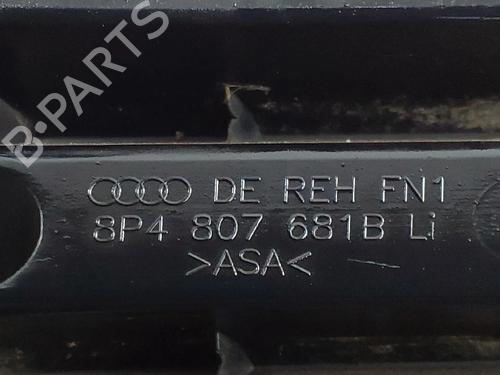 B-PARTS
DE REH FN1
8P4 807 681B Li
>ASA<